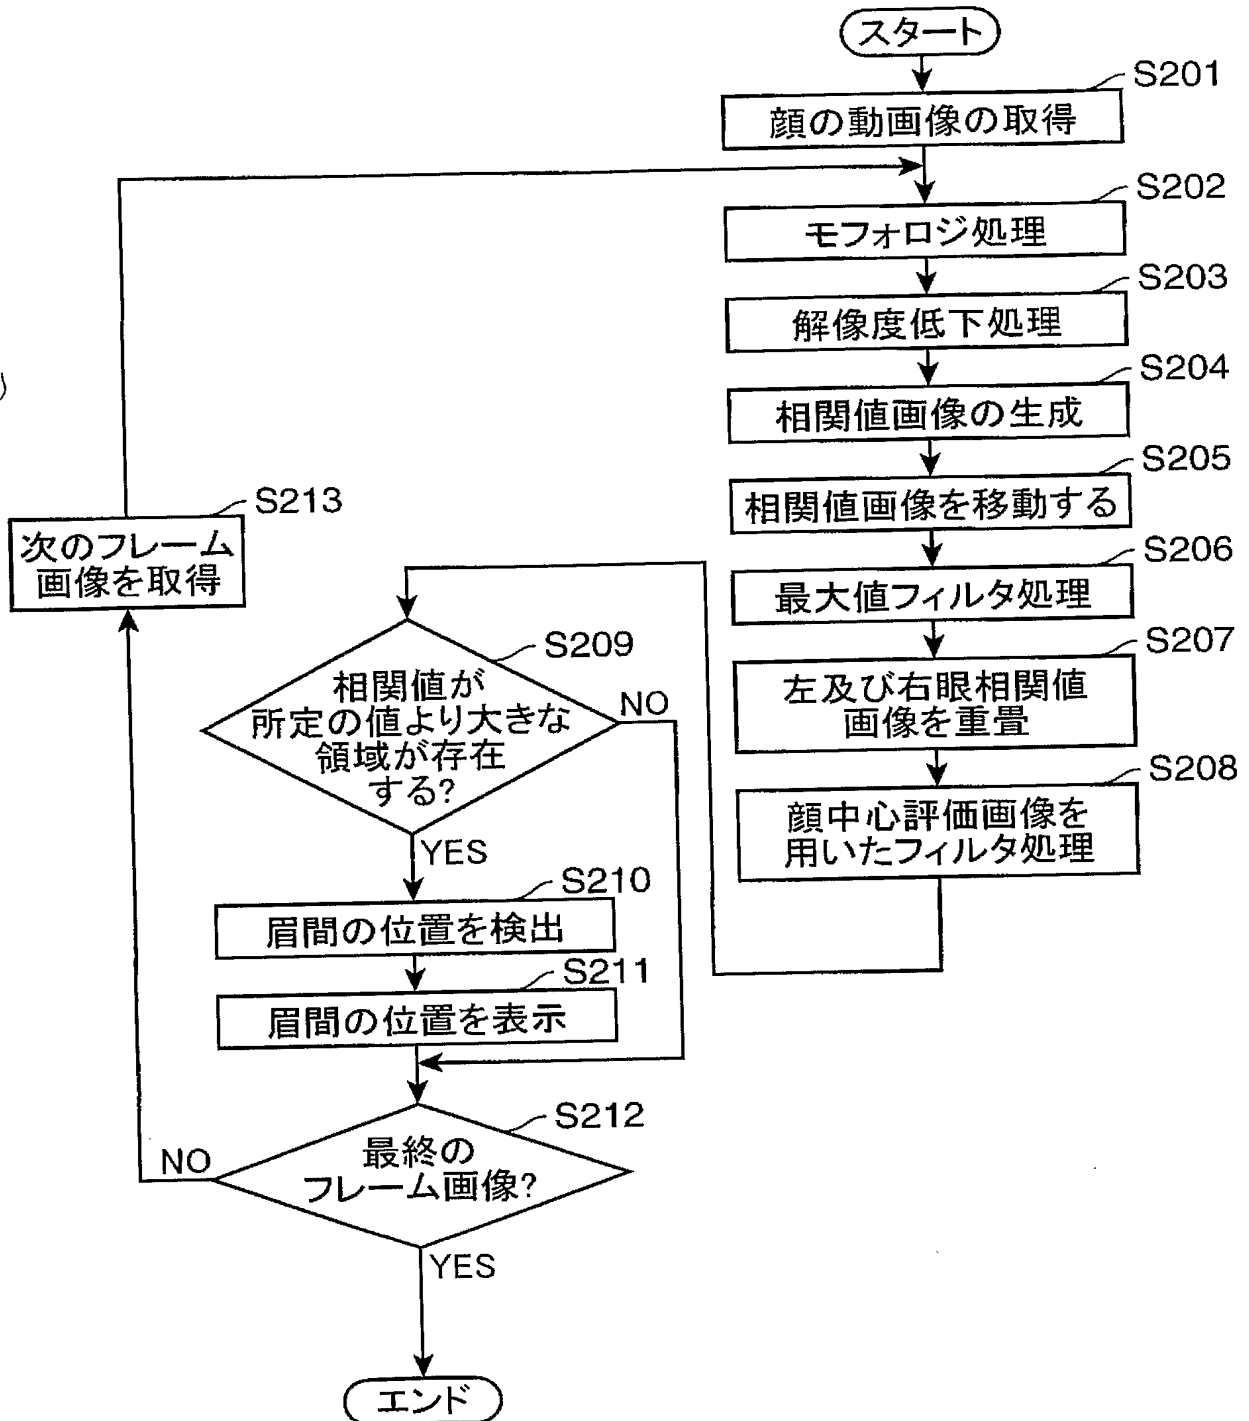 スタート
S201
顔の動画像の取得
S202
モフォロジ処理
S203
解像度低下処理
S204
相関値画像の生成
S205
相関値画像を移動する
S206
最大値フィルタ処理
S207
左及び右眼相関値
画像を重畳
S208
顔中心評価画像を
用いたフィルタ処理
S209
相関値が
所定の値より大きな
領域が存在
する?
NO
YES
S210
眉間の位置を検出
S211
眉間の位置を表示
S212
最終の
フレーム画像?
NO
YES
S213
次のフレーム
画像を取得
エンド